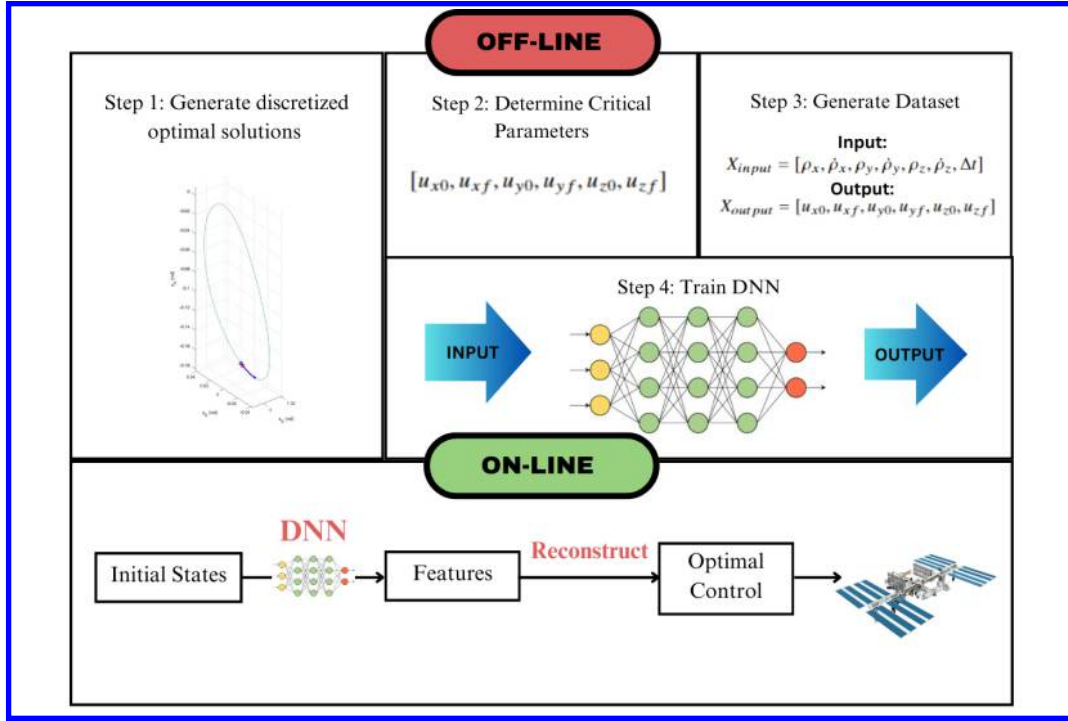 OFF-LINE
Step 1: Generate discretized
optimal solutions
Step 2: Determine Critical
Parameters
[u_{x0}, u_{xf}, u_{y0}, u_{yf}, u_{z0}, u_{zf}]
Step 3: Generate Dataset
Input:
X_{input} = [ρ_x, ρ̇_x, ρ_y, ρ̇_y, ρ_z, ρ̇_z, Δt]
Output:
X_{output} = [u_{x0}, u_{xf}, u_{y0}, u_{yf}, u_{z0}, u_{zf}]
Step 4: Train DNN
INPUT
OUTPUT
ON-LINE
DNN
Reconstruct
Initial States
Features
Optimal
Control